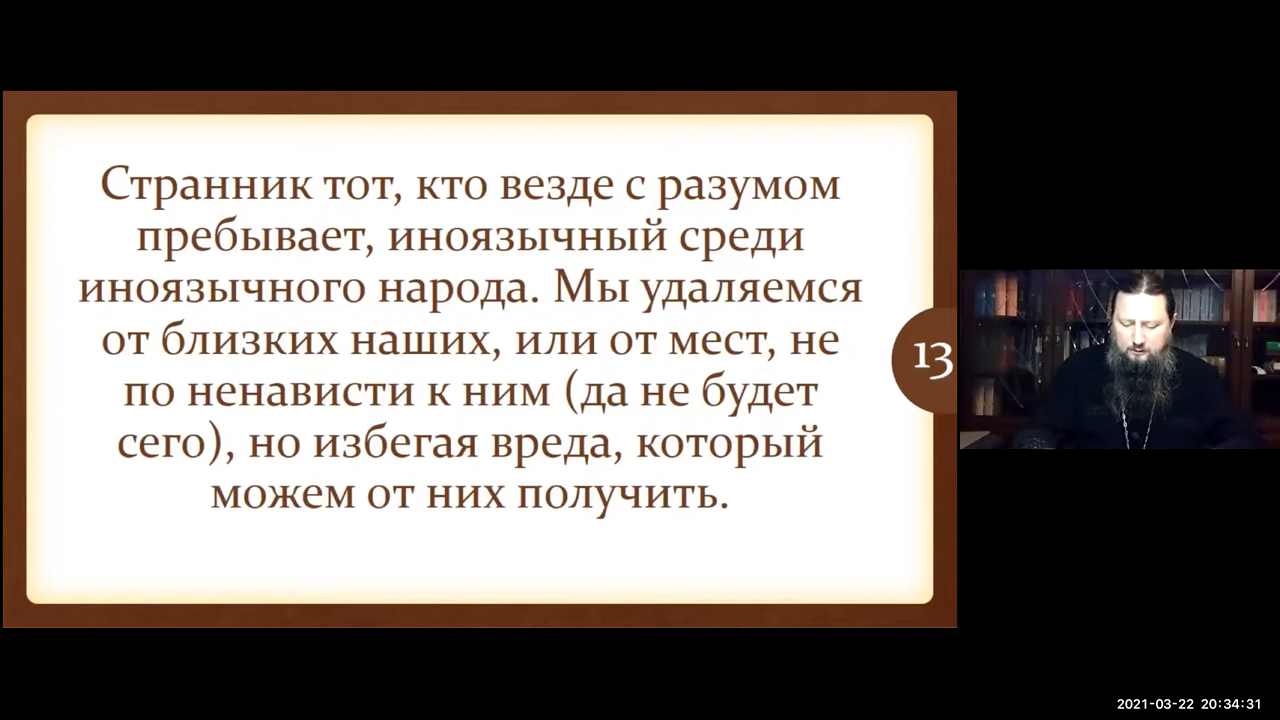 Странник тот, кто везде с разумом
пребывает, иноязычный среди
иноязычного народа. Мы удаляемся
от близких наших, или от мест, не
по ненависти к ним (да не будет
сего), но избегая вреда, который
можем от них получить.
13
2021-03-22 20:34:31